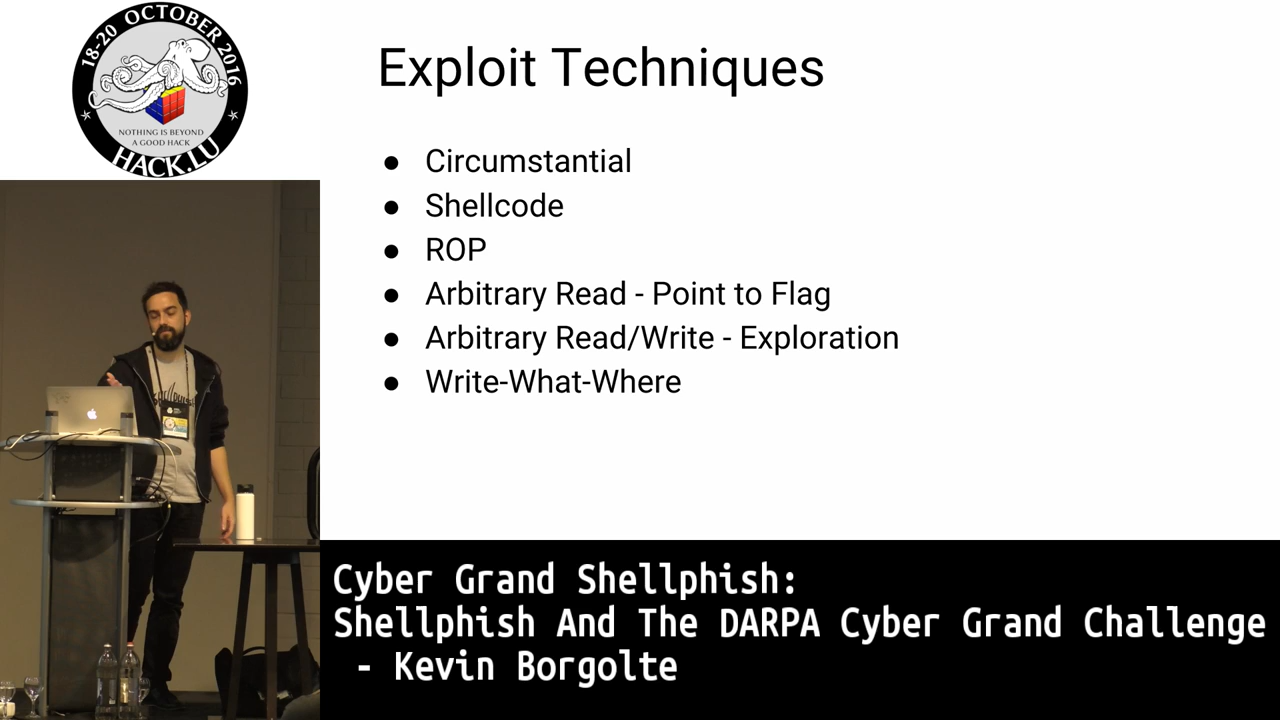 18-20 OCTOBER 2016
NOTHING IS BEYOND
A GOOD HACK
HACK.LU
Exploit Techniques
● Circumstantial
● Shellcode
● ROP
● Arbitrary Read - Point to Flag
● Arbitrary Read/Write - Exploration
● Write-What-Where
Cyber Grand Shellphish:
Shellphish And The DARPA Cyber Grand Challenge
- Kevin Borgolte